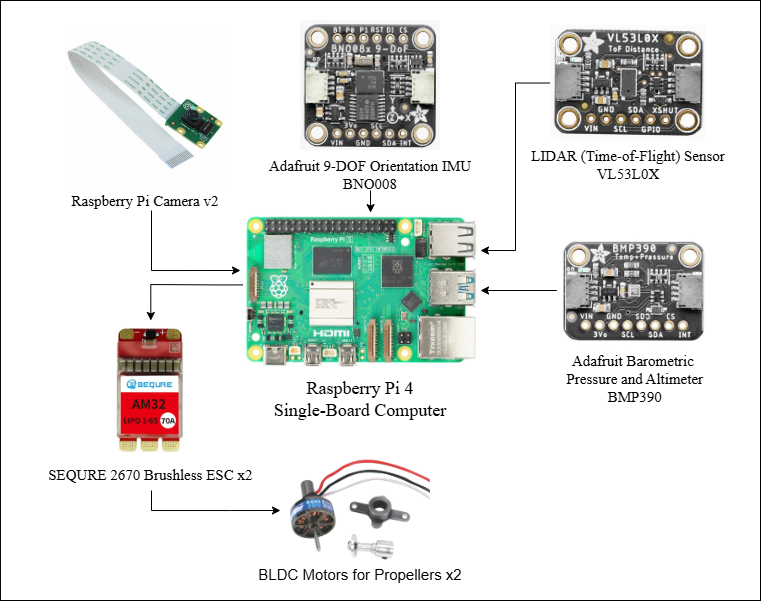 BT P0 P1 RST DI CS
BNO08x 9-DoF
3Vo SCL
VIN GND SDA INT
Adafruit 9-DOF Orientation IMU
BNO008
VL53L0X
ToF Distance
GND SDA XSHUT
VIN SCL GPIO
LIDAR (Time-of-Flight) Sensor
VL53L0X
Raspberry Pi Camera v2
Raspberry Pi 5
HDMI
Raspberry Pi 4
Single-Board Computer
BMP390
Temp+Pressure
VIN GND SDO CS
3Vo SCL SDA INT
Adafruit Barometric
Pressure and Altimeter
BMP390
- +
SEQURE
AM32
LIPO 2-6S 70A
SEQURE 2670 Brushless ESC x2
BLDC Motors for Propellers x2